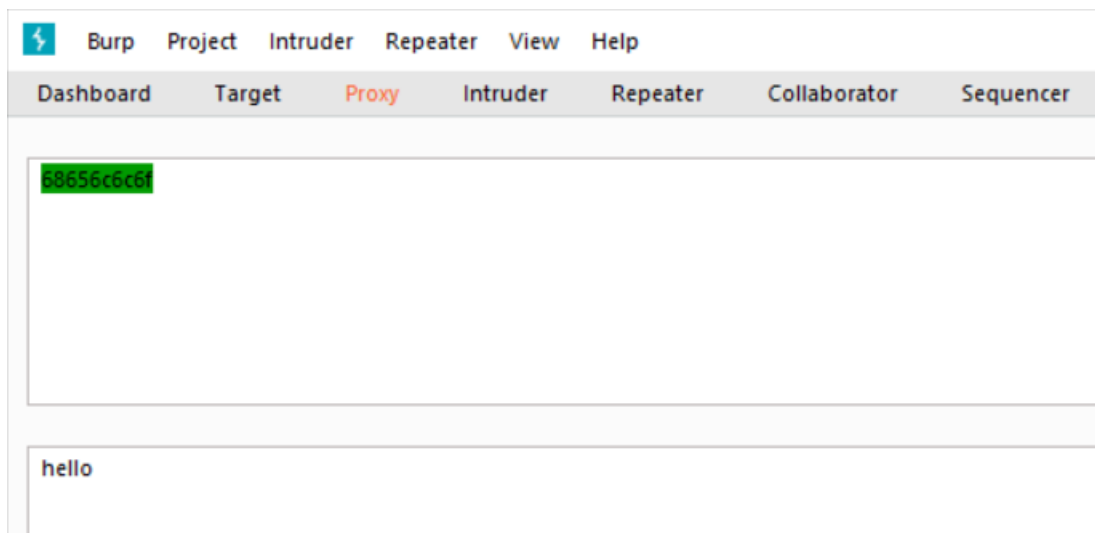 Burp Project Intruder Repeater View Help
Dashboard Target Proxy Intruder Repeater Collaborator Sequencer
68656c6c6f
hello